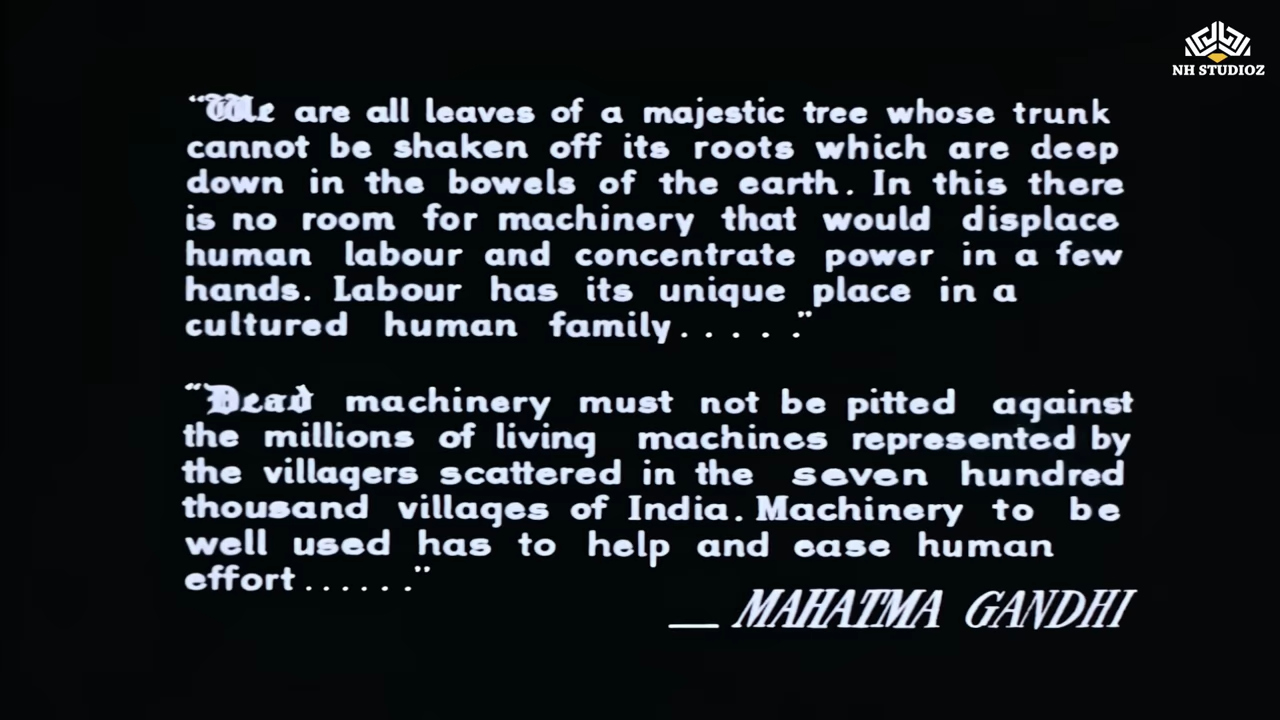 NH STUDIOZ
"We are all leaves of a majestic tree whose trunk
cannot be shaken off its roots which are deep
down in the bowels of the earth. In this there
is no room for machinery that would displace
human labour and concentrate power in a few
hands. Labour has its unique place in a
cultured human family....."
"Dead machinery must not be pitted against
the millions of living machines represented by
the villagers scattered in the seven hundred
thousand villages of India. Machinery to be
well used has to help and ease human
effort......"
__ MAHATMA GANDHI